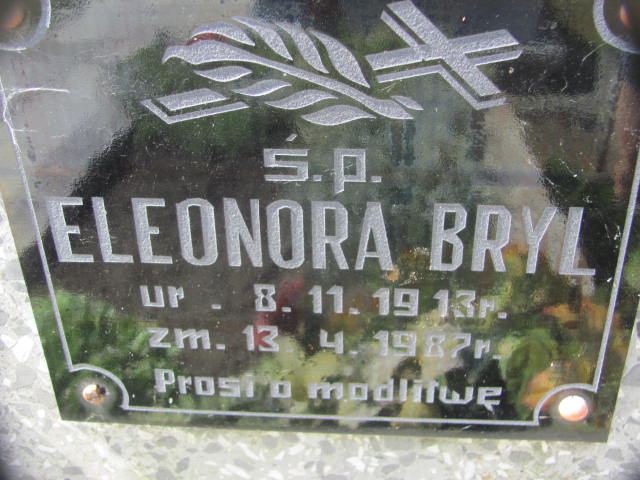 Ś.P.
ELEONORA BRYL
ur. 8.11.1913r.
zm. 13.4.1987r.
Prosi o modlitwę